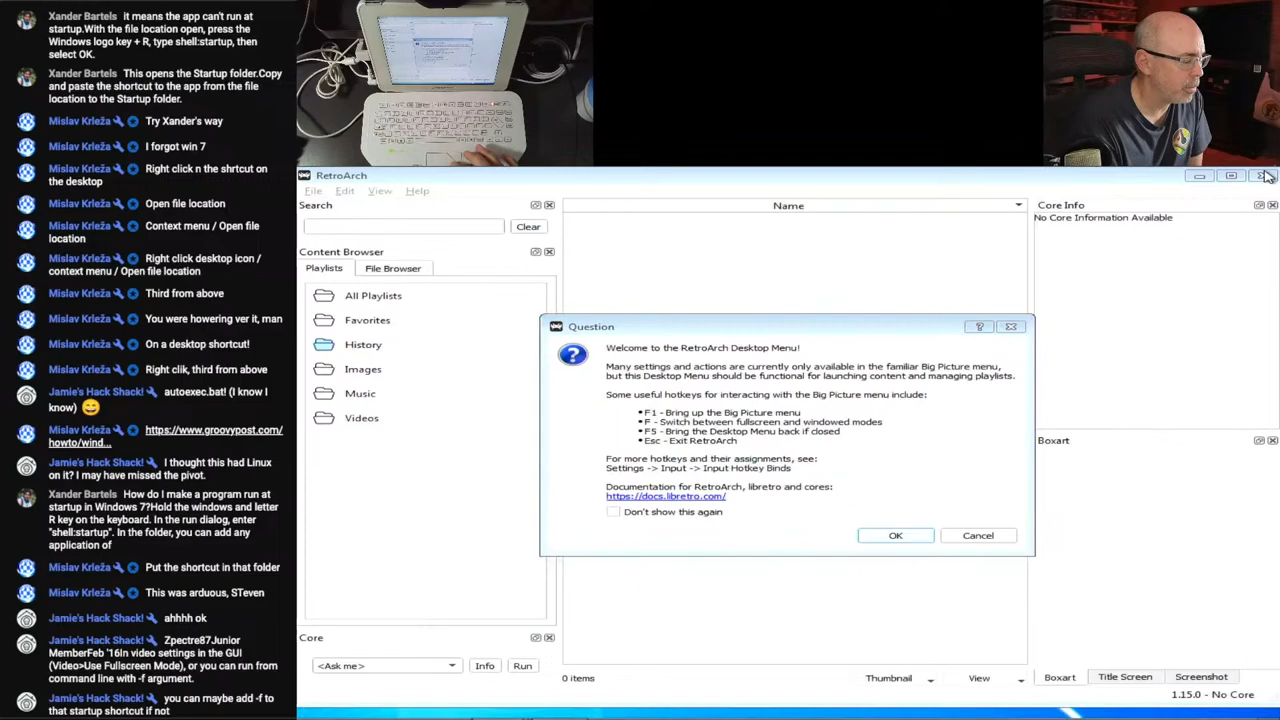 Xander Bartels it means the app can't run at
startup.With the file location open, press the
Windows logo key + R, type shell:startup, then
select OK.
Xander Bartels This opens the Startup folder.Copy
and paste the shortcut to the app from the file
location to the Startup folder.
Mislav Krleža Try Xander's way
Mislav Krleža I forgot win 7
Mislav Krleža Right click n the shrtcut on
the desktop
Mislav Krleža Open file location
Mislav Krleža Context menu / Open file
location
Mislav Krleža Right click desktop icon /
context menu / Open file location
Mislav Krleža Third from above
Mislav Krleža You were howering ver it, man
Mislav Krleža On a desktop shortcut!
Mislav Krleža Right clik, third from above
Jamie's Hack Shack! autoexec.bat! (I know I
know) 😄
Mislav Krleža https://www.groovypost.com/
howto/wind...
Jamie's Hack Shack! I thought this had Linux
on it? I may have missed the pivot.
Xander Bartels How do I make a program run at
startup in Windows 7?Hold the windows and letter
R key on the keyboard. In the run dialog, enter
"shell:startup". In the folder, you can add any
application of
Mislav Krleža Put the shortcut in that folder
Mislav Krleža This was arduous, STeven
Jamie's Hack Shack! ahhhh ok
Jamie's Hack Shack! Zpectre87Junior
MemberFeb '16In video settings in the GUI
(Video>Use Fullscreen Mode), or you can run from
command line with -f argument.
Jamie's Hack Shack! you can maybe add -f to
that startup shortcut if not
RetroArch
File Edit View Help
Search
Clear
Content Browser
Playlists File Browser
All Playlists
Favorites
History
Images
Music
Videos
Core
<Ask me> Info Run
Name
0 items Thumbnail View
Question
Welcome to the RetroArch Desktop Menu!
Many settings and actions are currently only available in the familiar Big Picture menu,
but this Desktop Menu should be functional for launching content and managing playlists.
Some useful hotkeys for interacting with the Big Picture menu include:
• F1 - Bring up the Big Picture menu
• F - Switch between fullscreen and windowed modes
• F5 - Bring the Desktop Menu back if closed
• Esc - Exit RetroArch
For more hotkeys and their assignments, see:
Settings -> Input -> Input Hotkey Binds
Documentation for RetroArch, libretro and cores:
https://docs.libretro.com/
Don't show this again
OK Cancel
Core Info
No Core Information Available
Boxart
Boxart Title Screen Screenshot
1.15.0 - No Core